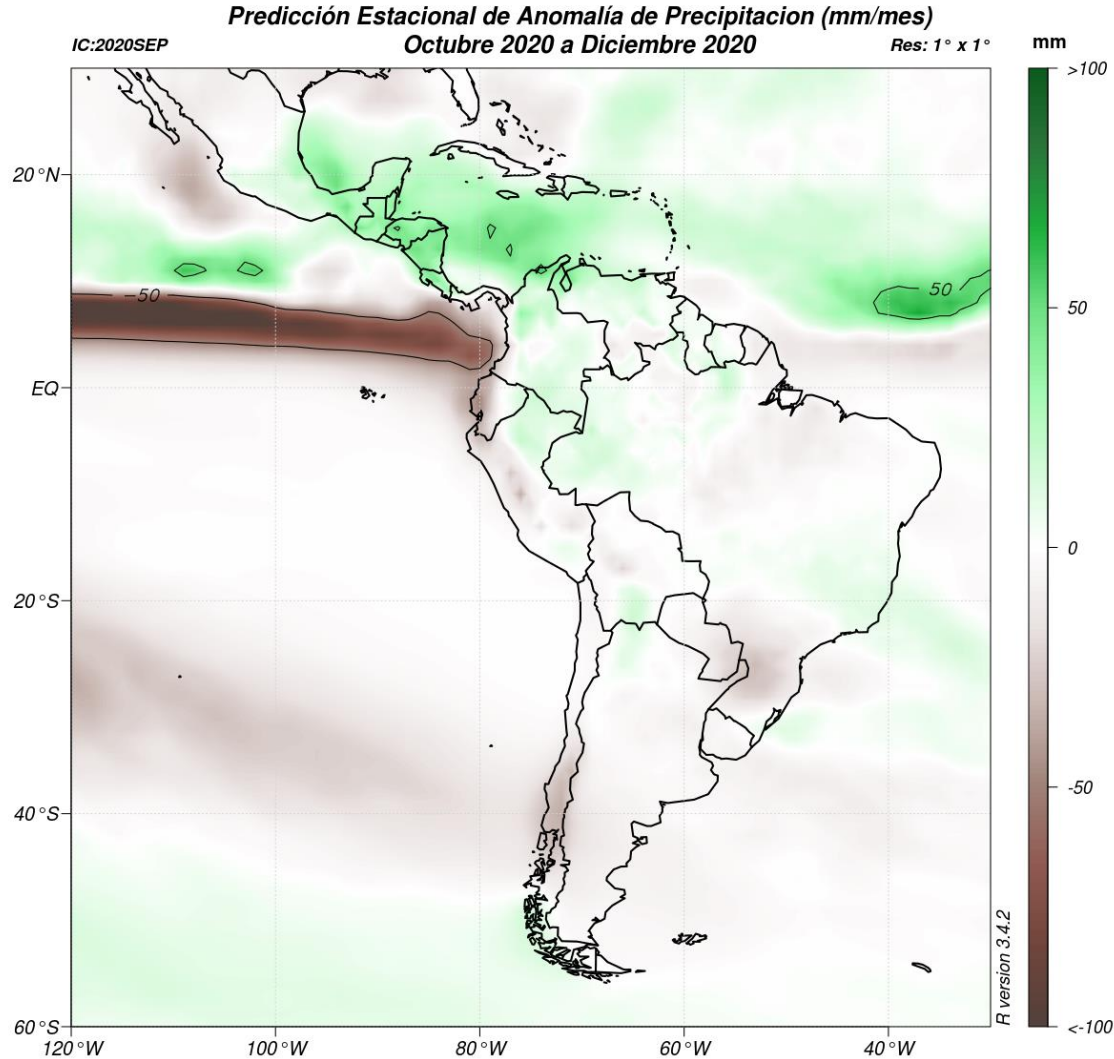 Predicción Estacional de Anomalía de Precipitacion (mm/mes)
IC:2020SEP
Octubre 2020 a Diciembre 2020
Res: 1° x 1°
mm
>100
50
0
-50
<-100
20°N
EQ
20°S
40°S
60°S
-50
50
R version 3.4.2
120°W
100°W
80°W
60°W
40°W